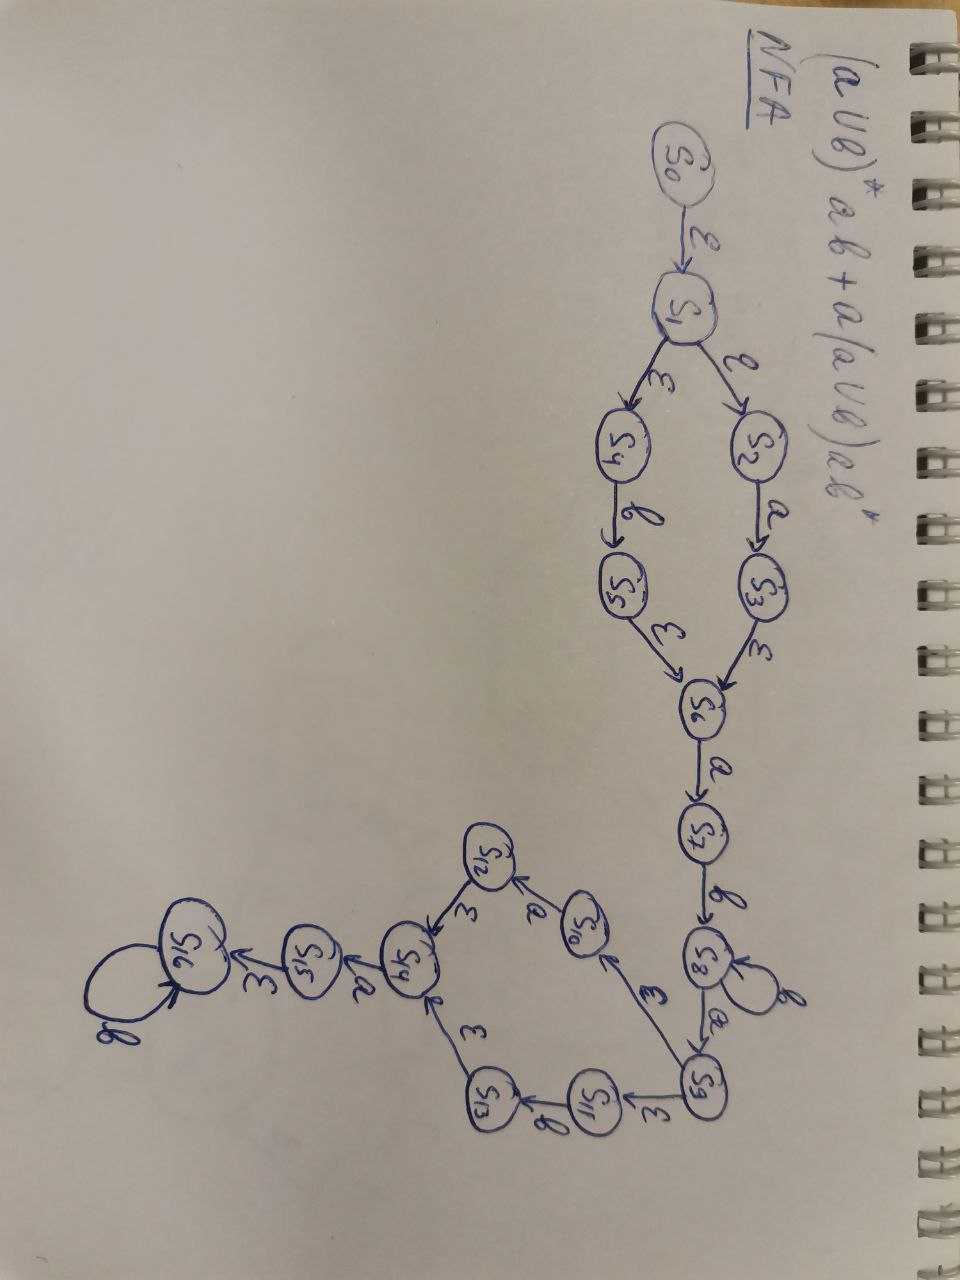 (a∪b)* ab + a(a∪b)ab*
NFA
S0 ε S1
ε S2 a S3 ε
ε S4 b S5 ε
S6 a S7 b S8 b a S9
ε S10 a S12 ε
ε S11 b S13 ε
S14 a S15 ε S16 b